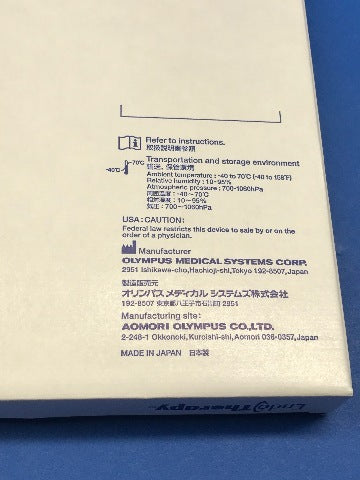 Refer to instructions.
取扱説明書参照
-40℃ 70℃
Transportation and storage environment
輸送、保管環境
Ambient temperature : -40 to 70℃ (-40 to 158°F)
Relative humidity : 10-95%
Atmospheric pressure : 700-1060hPa
周囲温度 : -40～70℃
相対湿度 : 10～95%
気圧 : 700～1060hPa
USA: CAUTION:
Federal law restricts this device to sale by or on the
order of a physician.
Manufacturer
OLYMPUS MEDICAL SYSTEMS CORP.
2951 Ishikawa-cho, Hachioji-shi, Tokyo 192-8507, Japan
製造販売元
オリンパス メディカル システムズ株式会社
192-8507 東京都八王子市石川町 2951
Manufacturing site:
AOMORI OLYMPUS CO., LTD.
2-248-1 Okkonoki, Kuroishi-shi, Aomori 036-0357, Japan
MADE IN JAPAN 日本製
Therapy